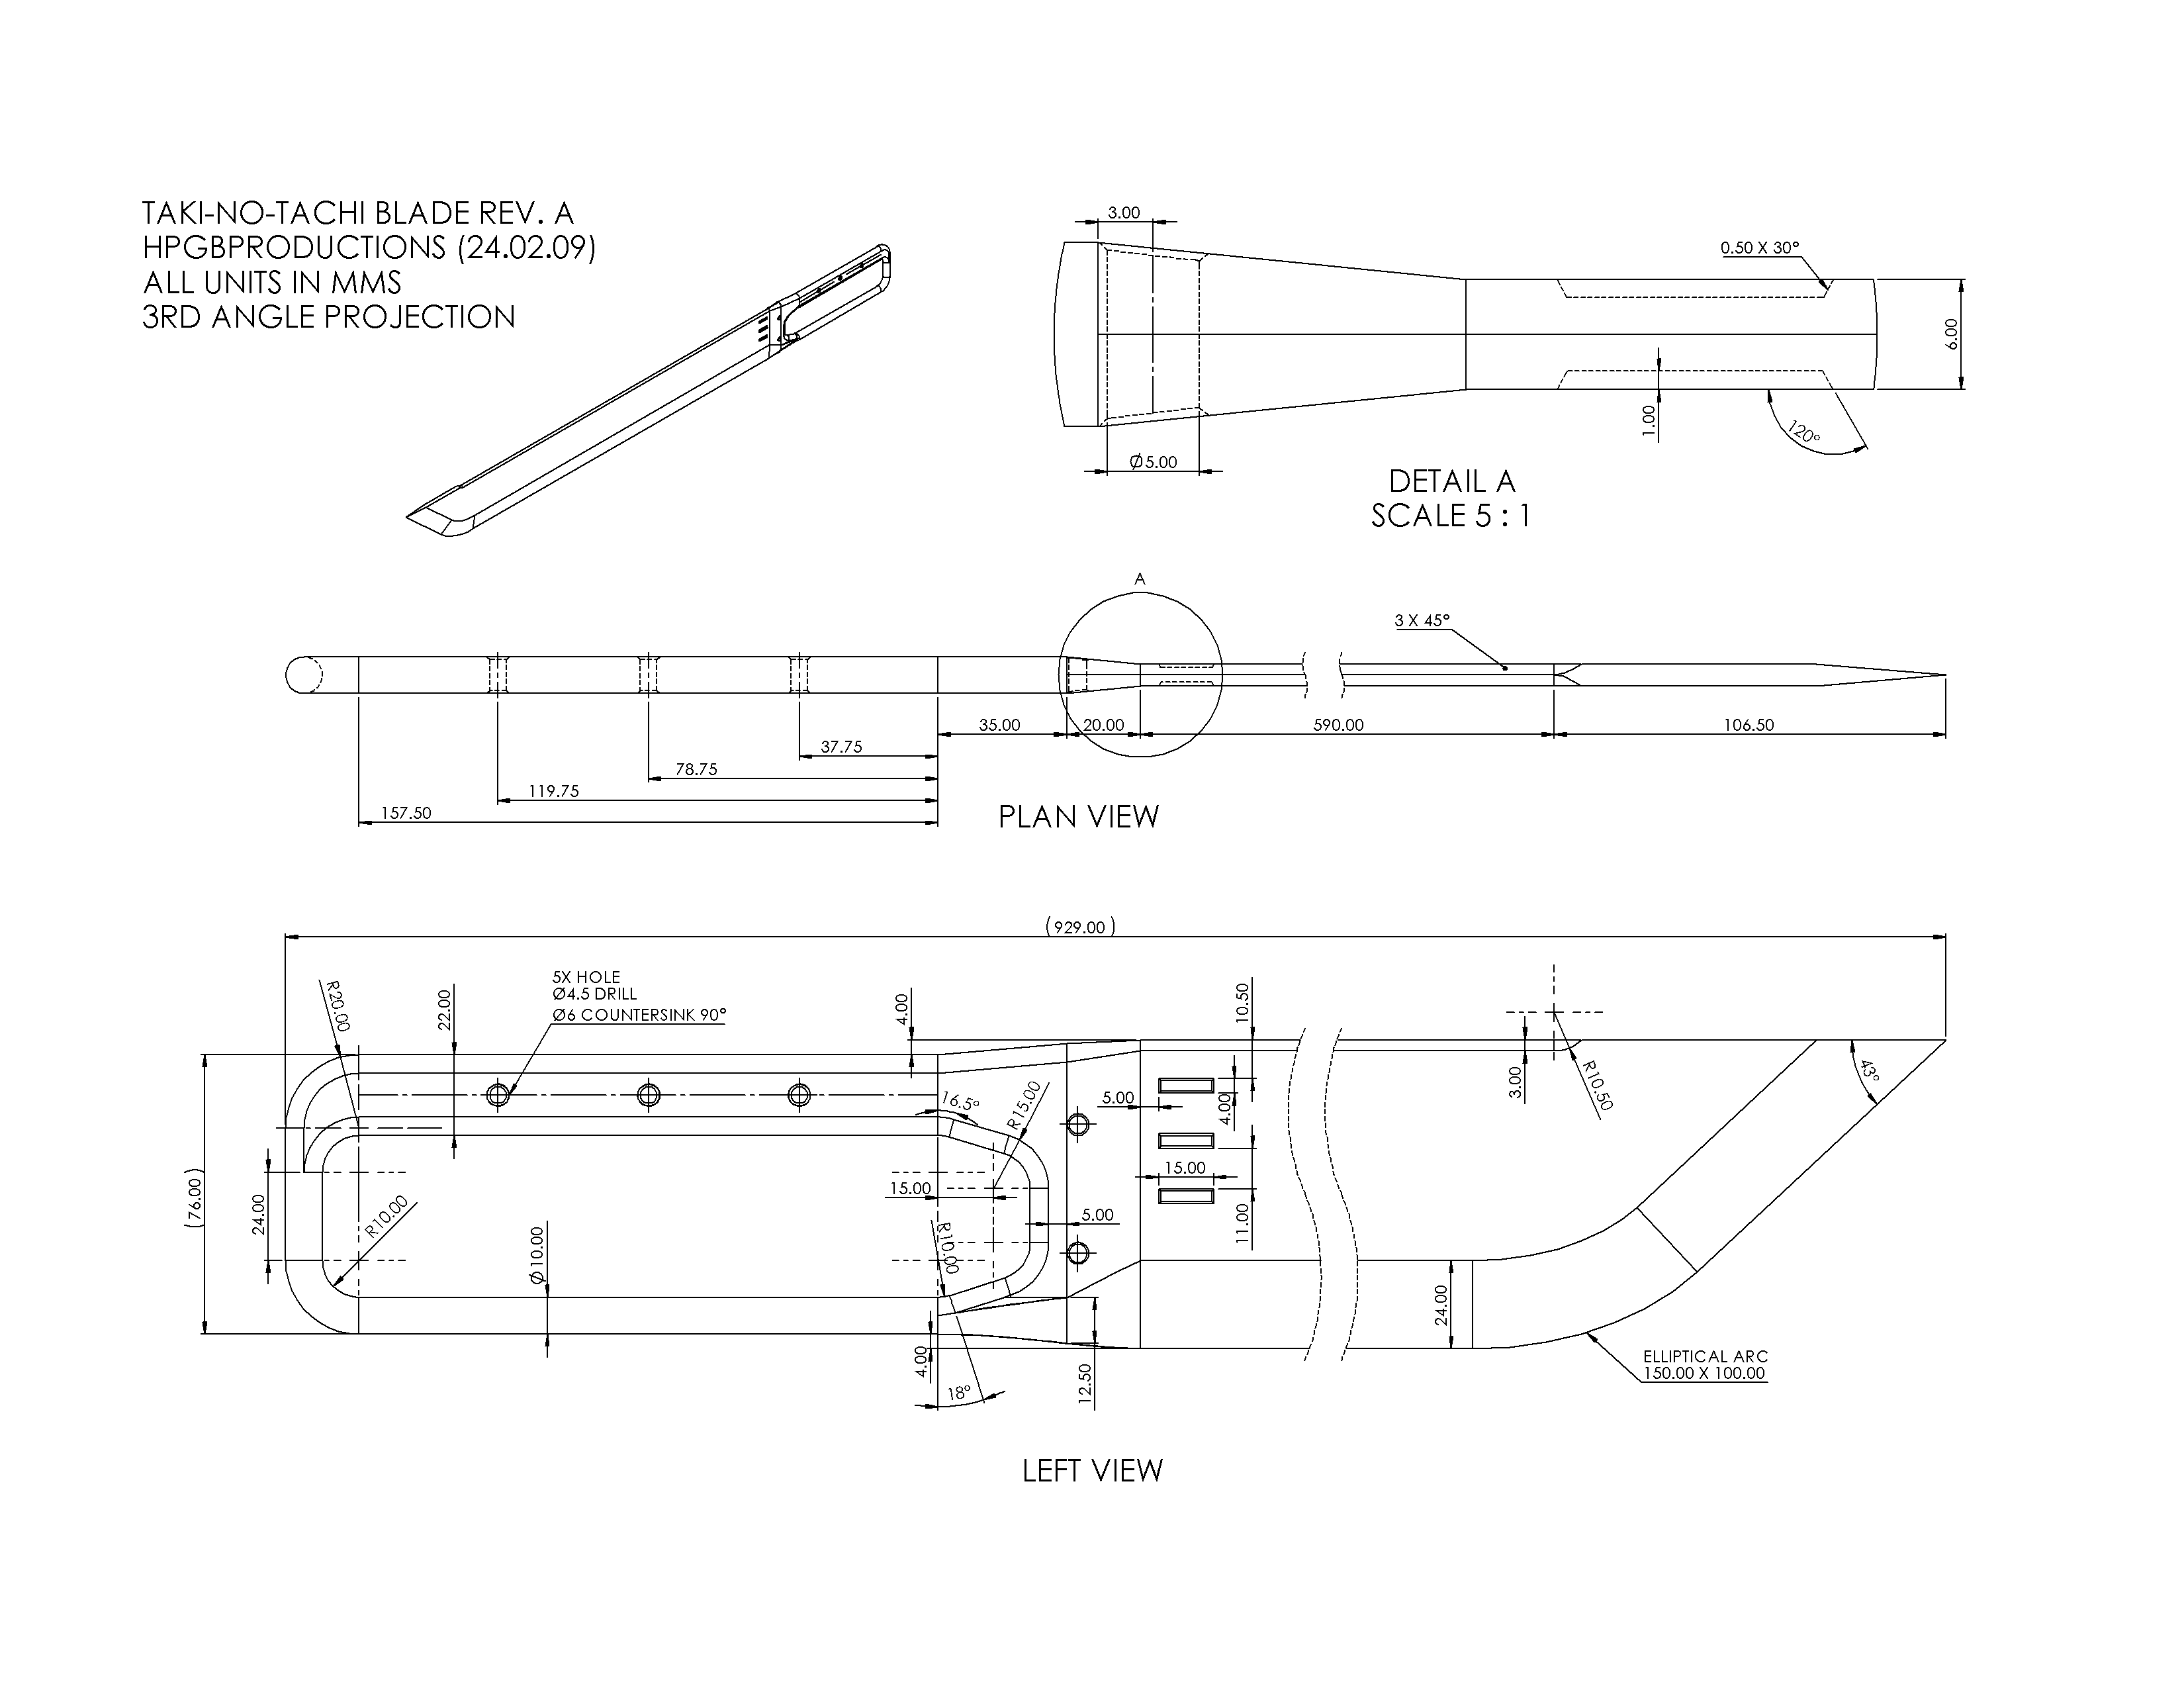 TAKI-NO-TACHI BLADE REV. A
HPGBPRODUCTIONS (24.02.09)
ALL UNITS IN MMS
3RD ANGLE PROJECTION
3.00
0.50 X 30°
6.00
1.00
120°
Ø5.00
DETAIL A
SCALE 5 : 1
A
3 X 45°
35.00
20.00
590.00
106.50
37.75
78.75
119.75
157.50
PLAN VIEW
(929.00)
R20.00
22.00
5X HOLE
Ø4.5 DRILL
Ø6 COUNTERSINK 90°
4.00
10.50
16.5°
R15.00
5.00
4.00
3.00
R10.50
43°
(76.00)
24.00
R10.00
Ø10.00
15.00
R10.00
5.00
15.00
11.00
4.00
18°
12.50
24.00
ELLIPTICAL ARC
150.00 X 100.00
LEFT VIEW